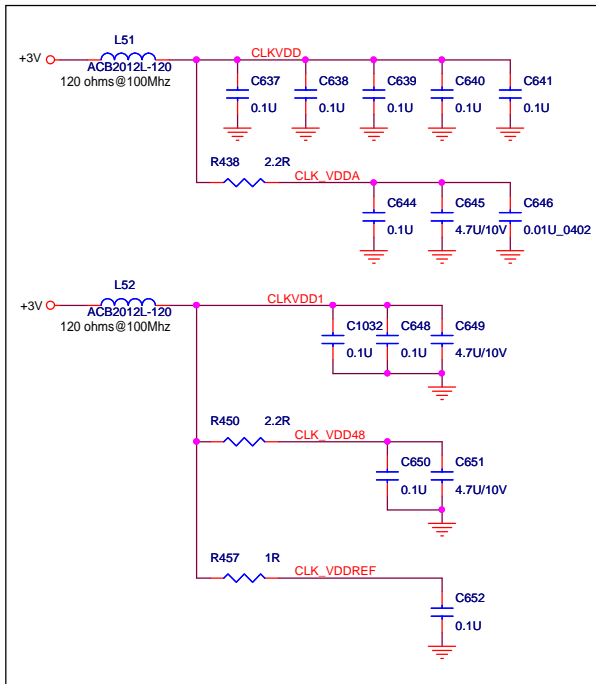 L51
+3V
CLKVDD
ACB2012L-120
120 ohms@100Mhz
C637
C638
C639
C640
C641
0.1U
0.1U
0.1U
0.1U
0.1U
R438
2.2R
CLK_VDDA
C644
C645
C646
0.1U
4.7U/10V
0.01U_0402
L52
+3V
CLKVDD1
ACB2012L-120
120 ohms@100Mhz
C1032
C648
C649
0.1U
0.1U
4.7U/10V
R450
2.2R
CLK_VDD48
C650
C651
0.1U
4.7U/10V
R457
1R
CLK_VDDREF
C652
0.1U